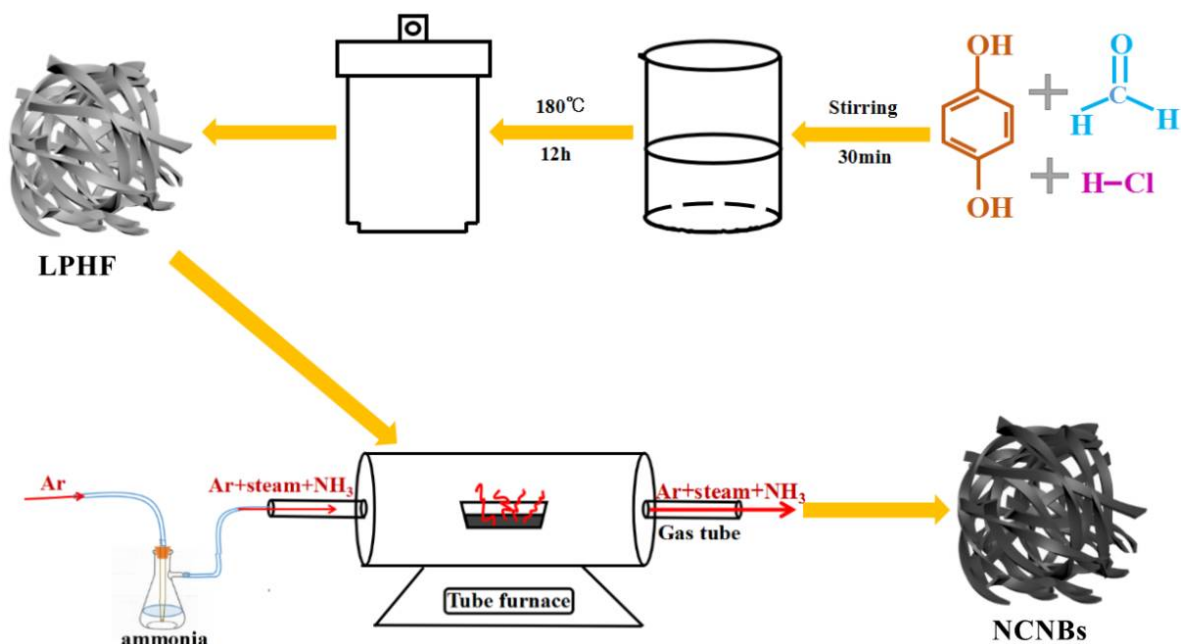 OH
O
C
H
H
OH
H-Cl
Stirring
30min
180℃
12h
LPHF
Ar
Ar+steam+NH₃
ammonia
Tube furnace
Ar+steam+NH₃
Gas tube
NCNBs